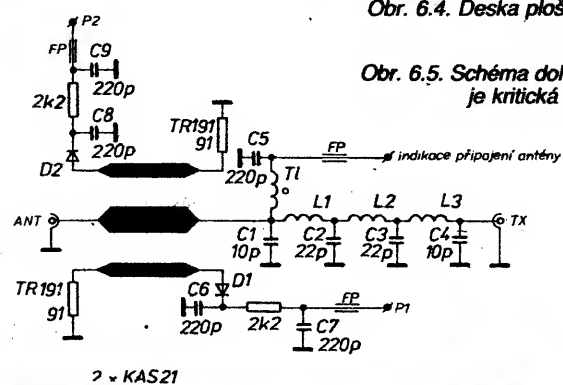 Obr. 6.4. Deska ploš
Obr. 6.5. Schéma dol
je kritická
P2
FP
C9
220p
2k2
C8
220p
D2
TR191
91
C5
220p
Tl
FP
indikace připojení antény
L1
L2
L3
ANT
TX
C1
10p
C2
22p
C3
22p
C4
10p
D1
TR191
91
C6
220p
2k2
FP
P1
C7
220p
2 x KAS21